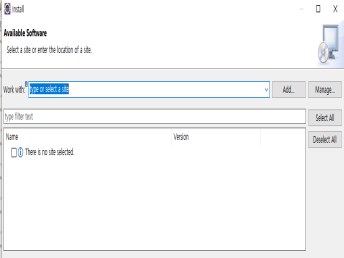 Install
Available Software
Select a site or enter the location of a site.
Work with: type or select a site
Add...
Manage...
type filter text
Select All
Deselect All
Name
Version
There is no site selected.